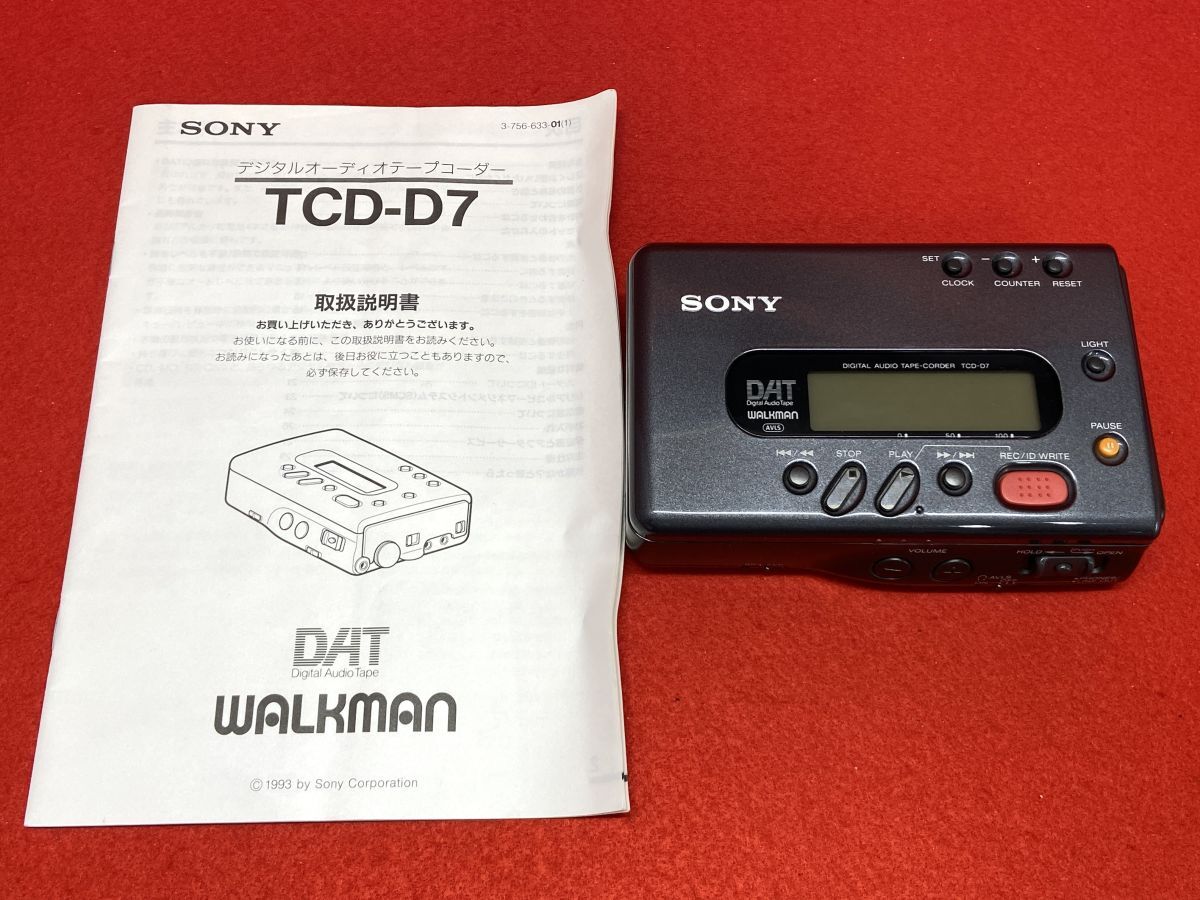 SONY
3-756-633-01(1)
デジタルオーディオテープコーダー
TCD-D7
取扱説明書
お買い上げいただき、ありがとうございます。
お使いになる前に、この取扱説明書をお読みください。
お読みになったあとは、後日お役に立つこともありますので、
必ず保存してください。
DAT
Digital Audio Tape
WALKMAN
© 1993 by Sony Corporation
SET
− +
CLOCK COUNTER RESET
SONY
LIGHT
DIGITAL AUDIO TAPE-CORDER TCD-D7
DAT
Digital Audio Tape
WALKMAN
AVLS
0 50 100
PAUSE
STOP PLAY REC/ID WRITE
VOLUME
HOLD OPEN
− +
AVLS